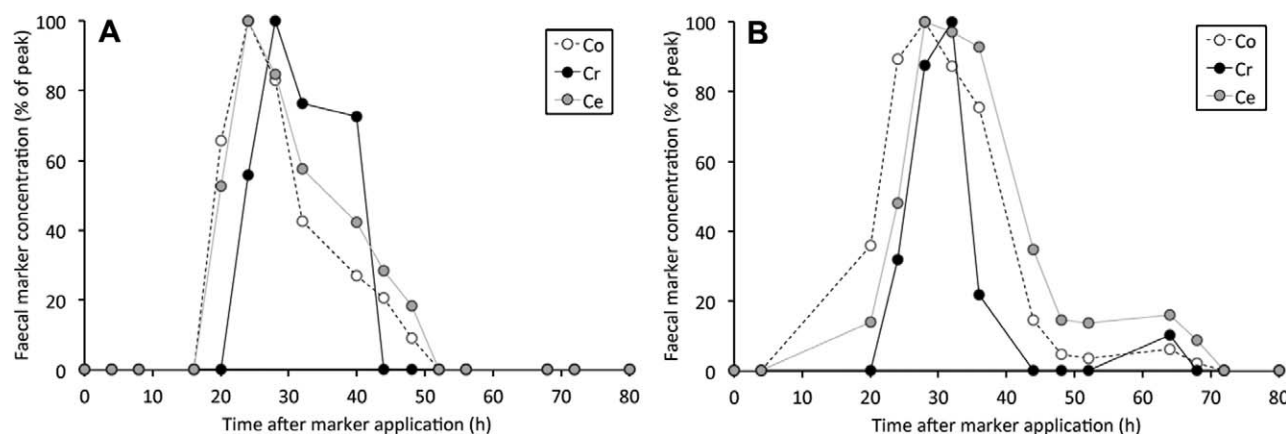 A
Co
Cr
Ce
Faecal marker concentration (% of peak)
100
80
60
40
20
0
0 10 20 30 40 50 60 70 80
Time after marker application (h)
B
Co
Cr
Ce
Faecal marker concentration (% of peak)
100
80
60
40
20
0
0 10 20 30 40 50 60 70 80
Time after marker application (h)